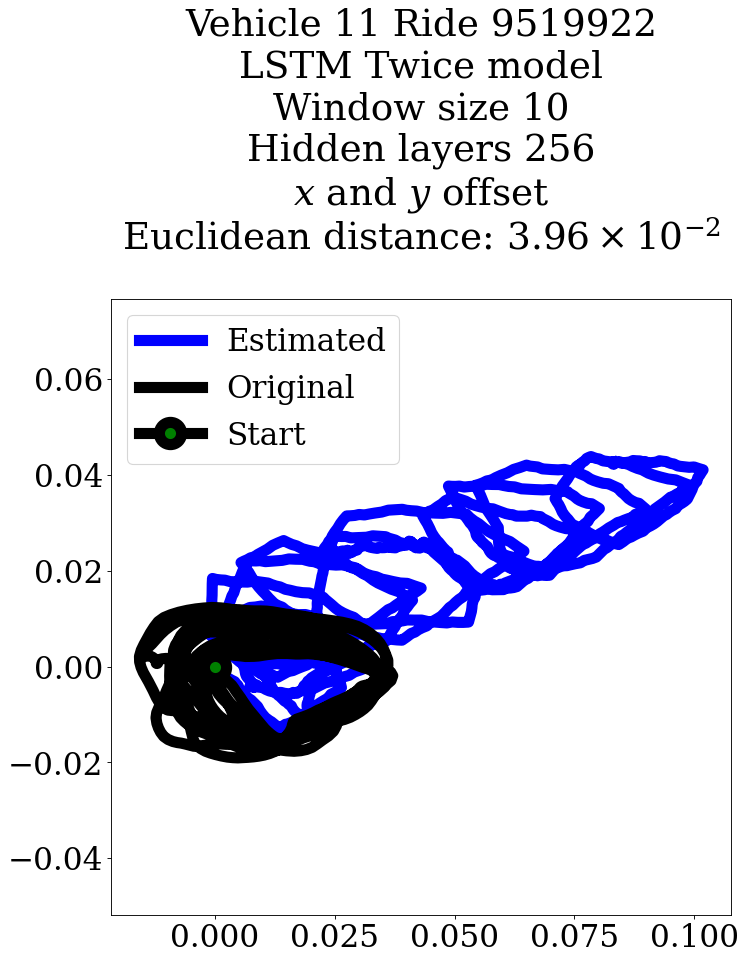 Vehicle 11 Ride 9519922
LSTM Twice model
Window size 10
Hidden layers 256
x and y offset
Euclidean distance: 3.96 × 10⁻²
Estimated
Original
Start
0.06
0.04
0.02
0.00
−0.02
−0.04
0.000 0.025 0.050 0.075 0.100